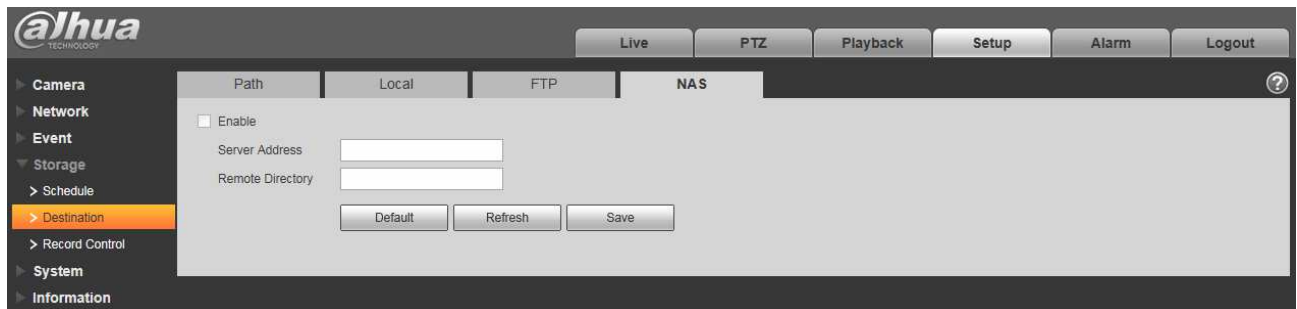 alhua
TECHNOLOGY
Live PTZ Playback Setup Alarm Logout
Camera
Network
Event
Storage
> Schedule
> Destination
> Record Control
System
Information
Path Local FTP NAS ?
Enable
Server Address
Remote Directory
Default Refresh Save